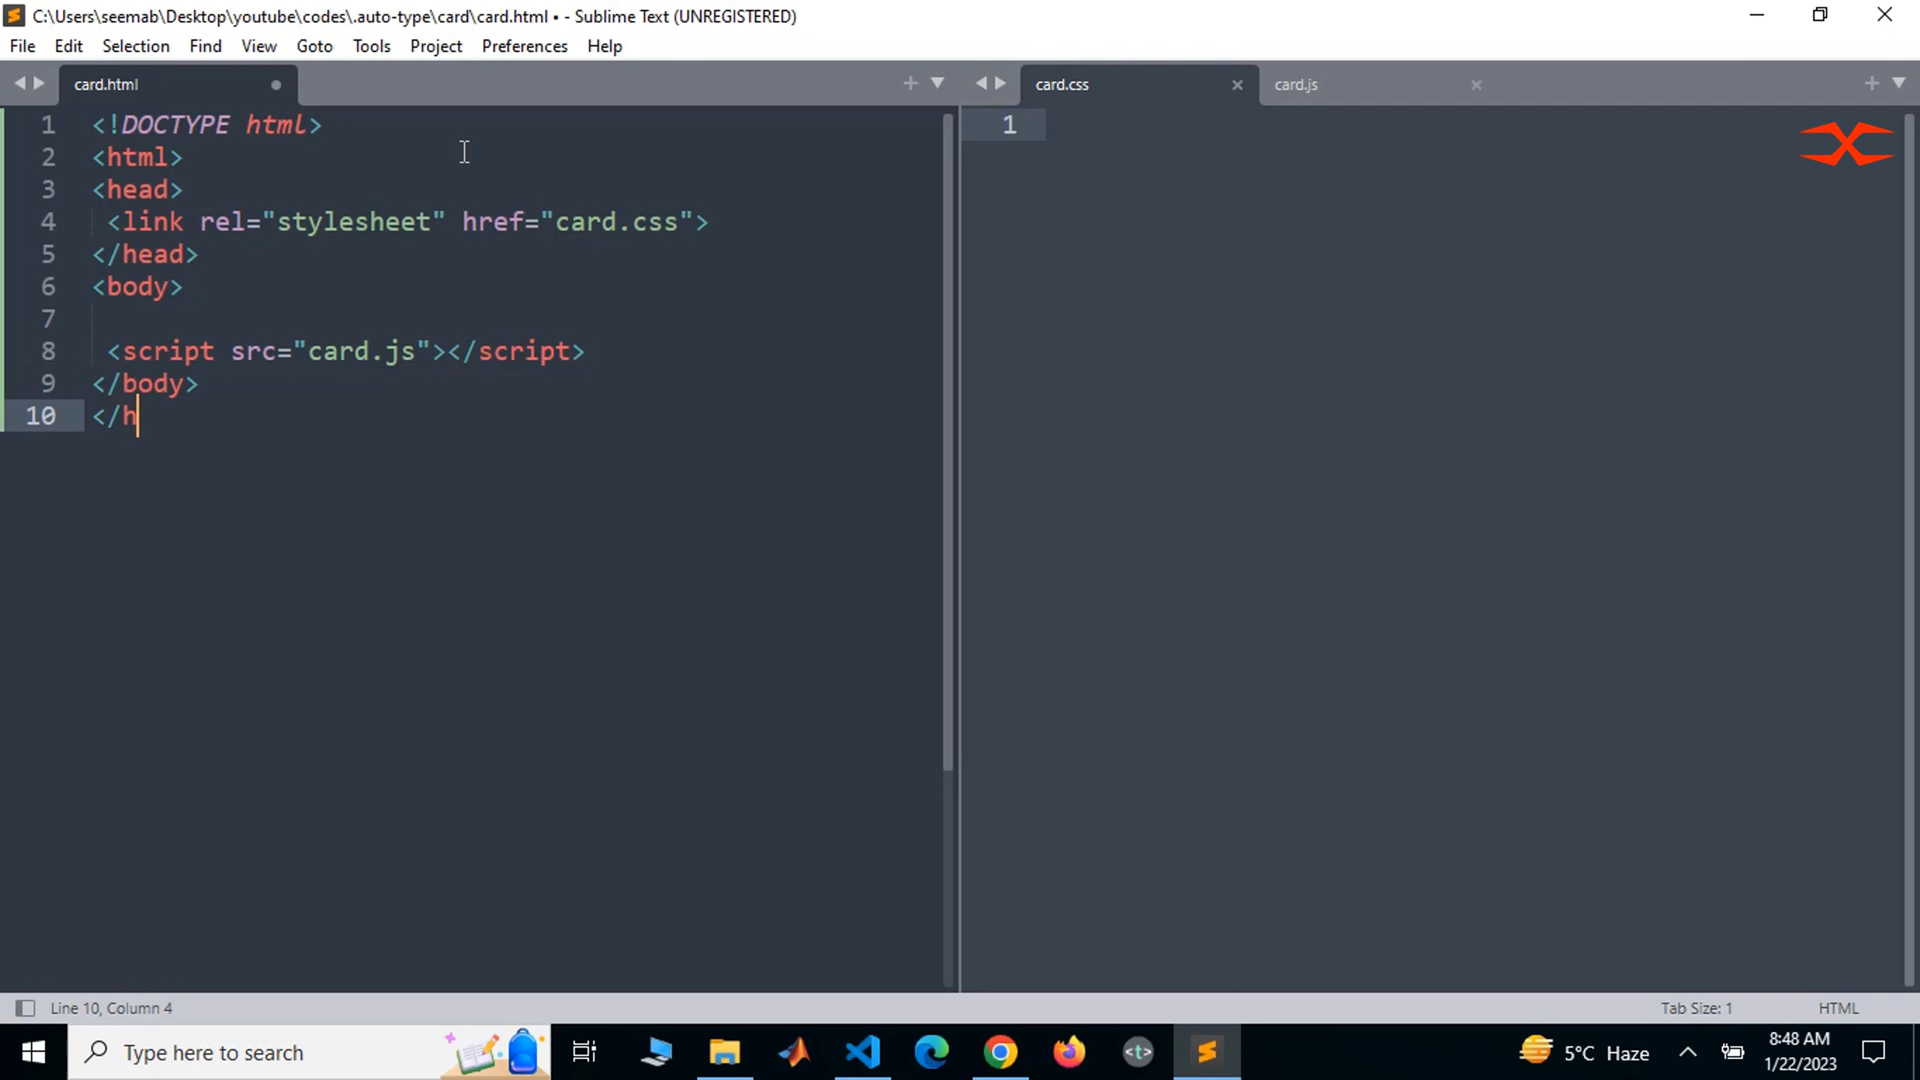 C:\Users\seemab\Desktop\youtube\codes\.auto-type\card\card.html • - Sublime Text (UNREGISTERED)
File Edit Selection Find View Goto Tools Project Preferences Help
card.html
card.css
card.js
1 <!DOCTYPE html>
2 <html>
3 <head>
4 <link rel="stylesheet" href="card.css">
5 </head>
6 <body>
7
8 <script src="card.js"></script>
9 </body>
10 </h
1
Line 10, Column 4
Tab Size: 1
HTML
Type here to search
<t>
5°C Haze
8:48 AM
1/22/2023